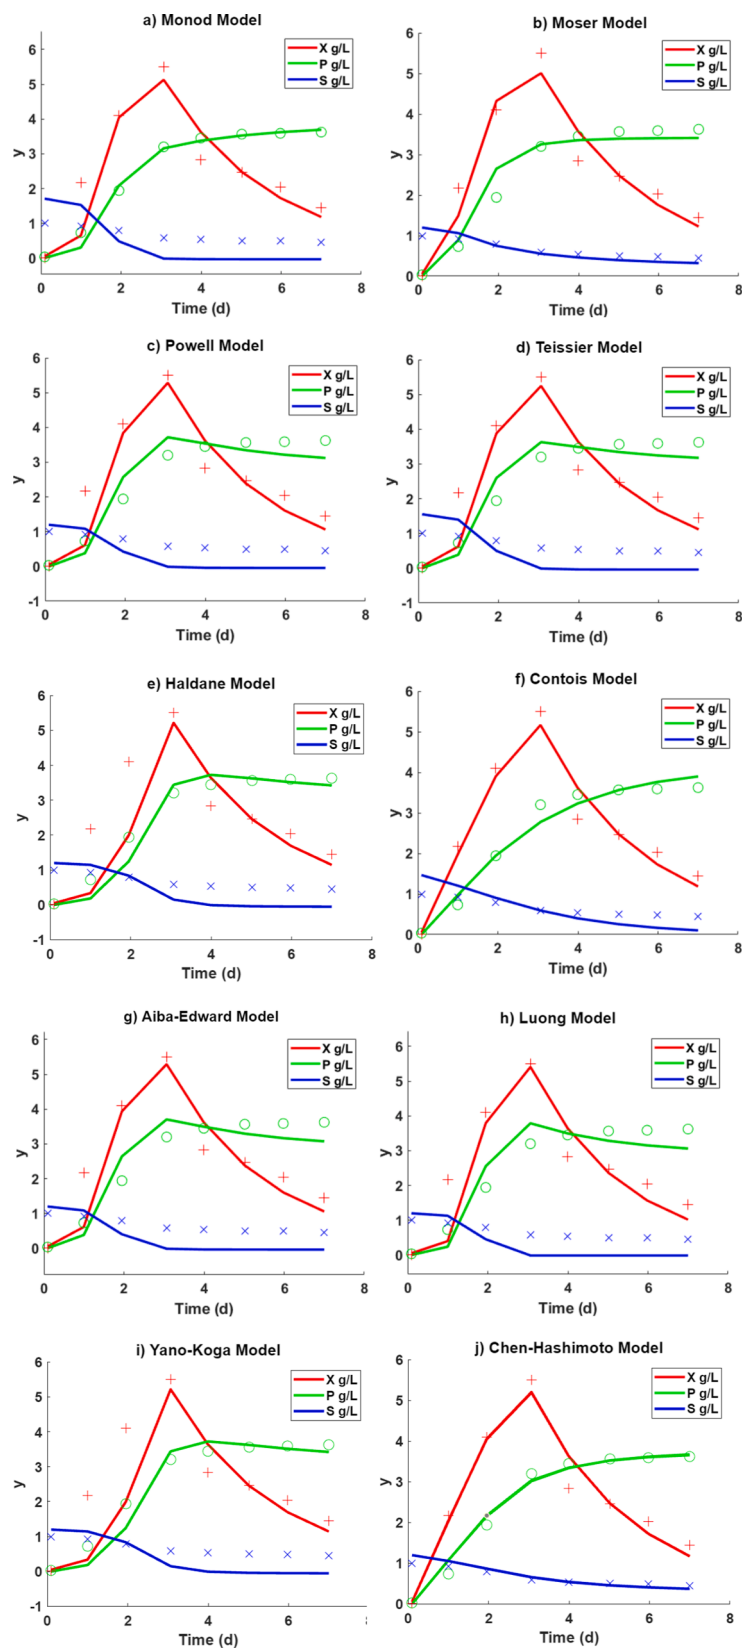 a) Monod Model
X g/L
P g/L
S g/L
y
6
5
4
3
2
1
0
0
2
4
6
8
Time (d)
b) Moser Model
X g/L
P g/L
S g/L
6
5
4
3
2
1
0
0
2
4
6
8
Time (d)
c) Powell Model
X g/L
P g/L
S g/L
y
6
5
4
3
2
1
0
-1
0
2
4
6
8
Time (d)
d) Teissier Model
X g/L
P g/L
S g/L
6
5
4
3
2
1
0
-1
0
2
4
6
8
Time (d)
e) Haldane Model
X g/L
P g/L
S g/L
y
6
5
4
3
2
1
0
-1
0
2
4
6
8
Time (d)
f) Contois Model
X g/L
P g/L
S g/L
6
5
4
3
2
1
0
0
2
4
6
8
Time (d)
g) Aiba-Edward Model
X g/L
P g/L
S g/L
y
6
5
4
3
2
1
0
0
2
4
6
8
Time (d)
h) Luong Model
X g/L
P g/L
S g/L
6
5
4
3
2
1
0
0
2
4
6
8
Time (d)
i) Yano-Koga Model
X g/L
P g/L
S g/L
y
6
5
4
3
2
1
0
-1
0
2
4
6
Time (d)
j) Chen-Hashimoto Model
X g/L
P g/L
S g/L
6
5
4
3
2
1
0
0
2
4
6
8
Time (d)